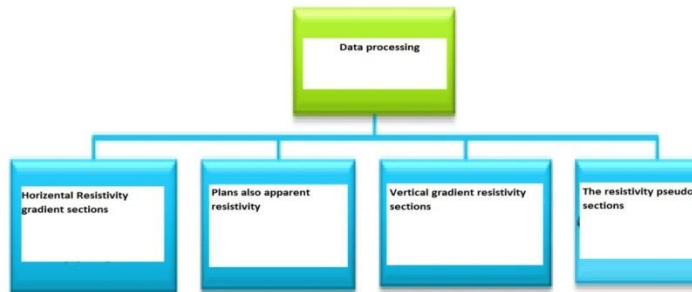 Data processing
Horizental Resistivity
gradient sections
Plans also apparent
resistivity
Vertical gradient resistivity
sections
The resistivity pseudo
sections